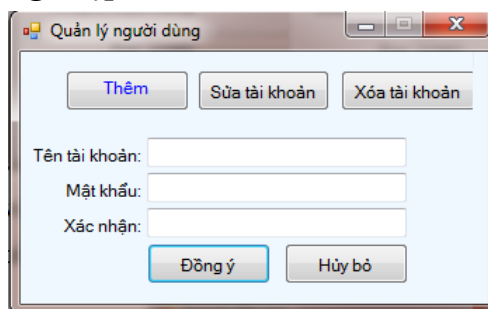 Quản lý người dùng
Thêm Sửa tài khoản Xóa tài khoản
Tên tài khoản:
Mật khẩu:
Xác nhận:
Đồng ý Hủy bỏ